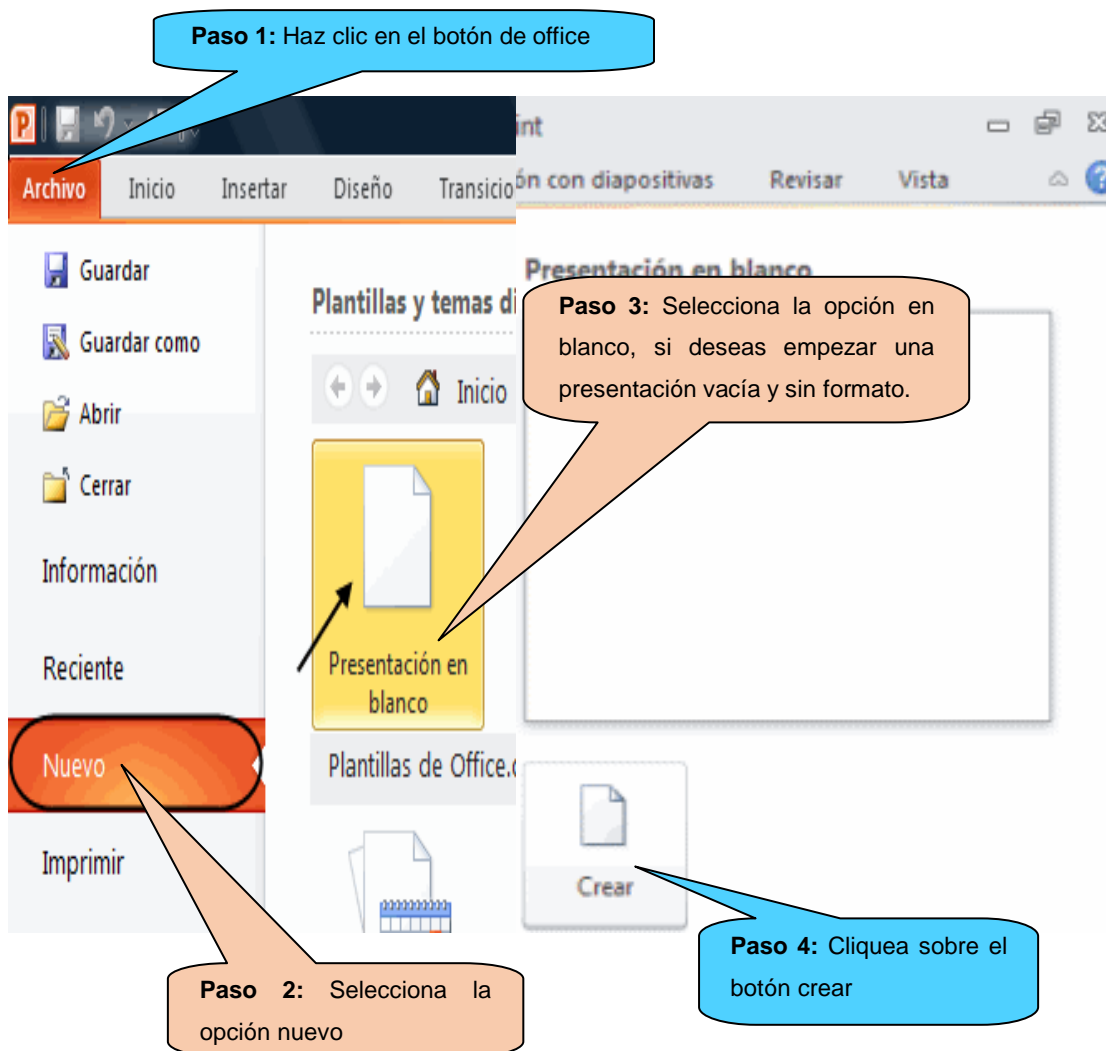 Paso 1: Haz clic en el botón de office
int
Archivo Inicio Insertar Diseño Transicio
ón con diapositivas Revisar Vista
Guardar
Guardar como
Abrir
Cerrar
Información
Reciente
Nuevo
Imprimir
Plantillas y temas di
Inicio
Presentación en
blanco
Plantillas de Office.c
Presentación en blanco
Paso 3: Selecciona la opción en
blanco, si deseas empezar una
presentación vacía y sin formato.
Crear
Paso 2: Selecciona la
opción nuevo
Paso 4: Cliquea sobre el
botón crear